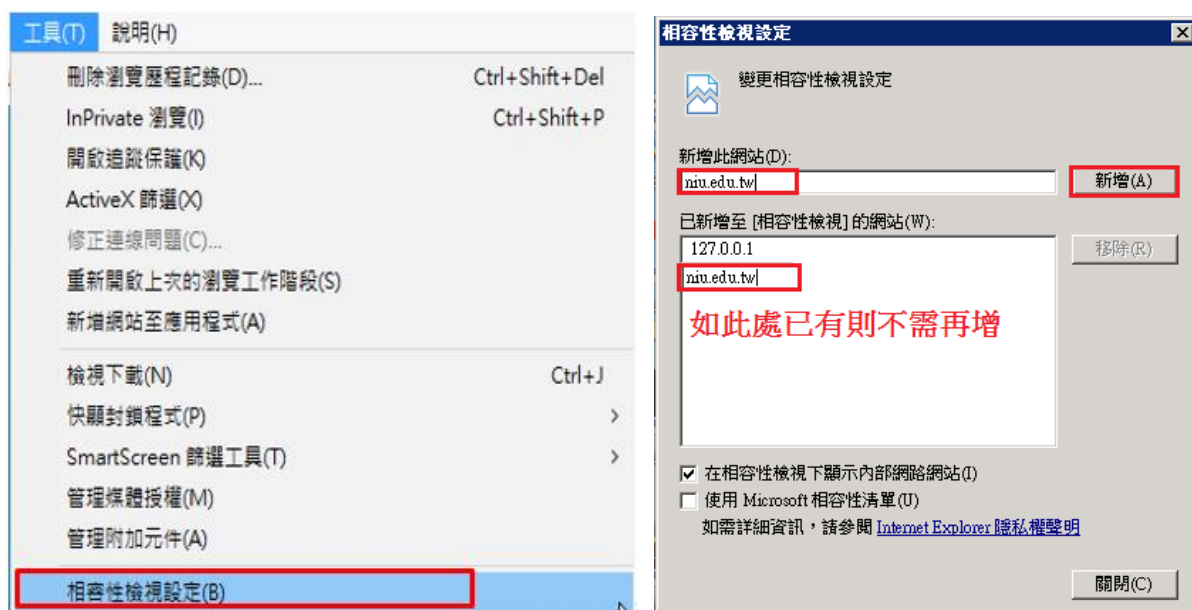 工具(T) 說明(H)
刪除瀏覽歷程記錄(D)... Ctrl+Shift+Del
InPrivate 瀏覽(I) Ctrl+Shift+P
開啟追蹤保護(K)
ActiveX 篩選(X)
修正連線問題(C)...
重新開啟上次的瀏覽工作階段(S)
新增網站至應用程式(A)
檢視下載(N) Ctrl+J
快顯封鎖程式(P)
SmartScreen 篩選工具(T)
管理媒體授權(M)
管理附加元件(A)
相容性檢視設定(B)
相容性檢視設定
變更相容性檢視設定
新增此網站(D):
niu.edu.tw 新增(A)
已新增至 [相容性檢視] 的網站(W):
127.0.0.1 移除(R)
niu.edu.tw
如此處已有則不需再增
在相容性檢視下顯示內部網路網站(I)
使用 Microsoft 相容性清單(U)
如需詳細資訊，請參閱 Internet Explorer 隱私權聲明
關閉(C)